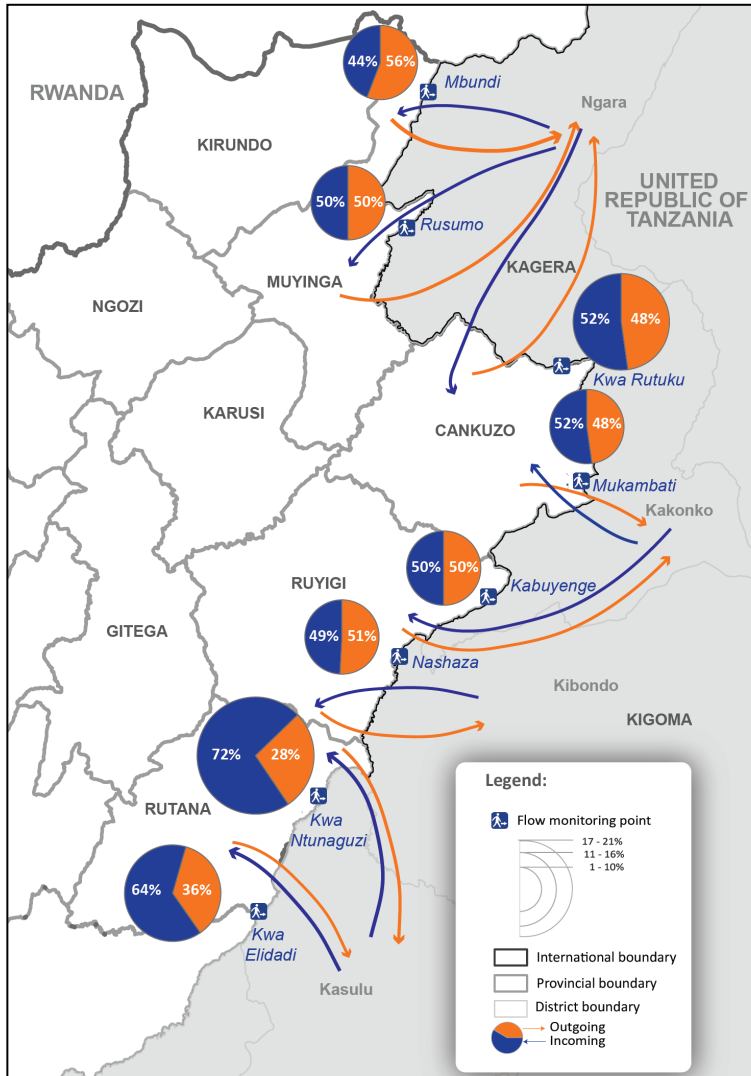 44% 56%
RWANDA
Mbundi
Ngara
KIRUNDO
UNITED
REPUBLIC OF
TANZANIA
50% 50%
Rusumo
KAGERA
MUYINGA
NGOZI
52% 48%
Kwa Rutuku
KARUSI
CANKUZO
52% 48%
Mukambati
Kakonko
50% 50%
Kabuyenge
RUYIGI
GITEGA
49% 51%
Nashaza
Kibondo
KIGOMA
72% 28%
RUTANA
Kwa
Ntunaguzi
64% 36%
Kwa
Elidadi
Kasulu
Legend:
Flow monitoring point
17 - 21%
11 - 16%
1 - 10%
International boundary
Provincial boundary
District boundary
Outgoing
Incoming